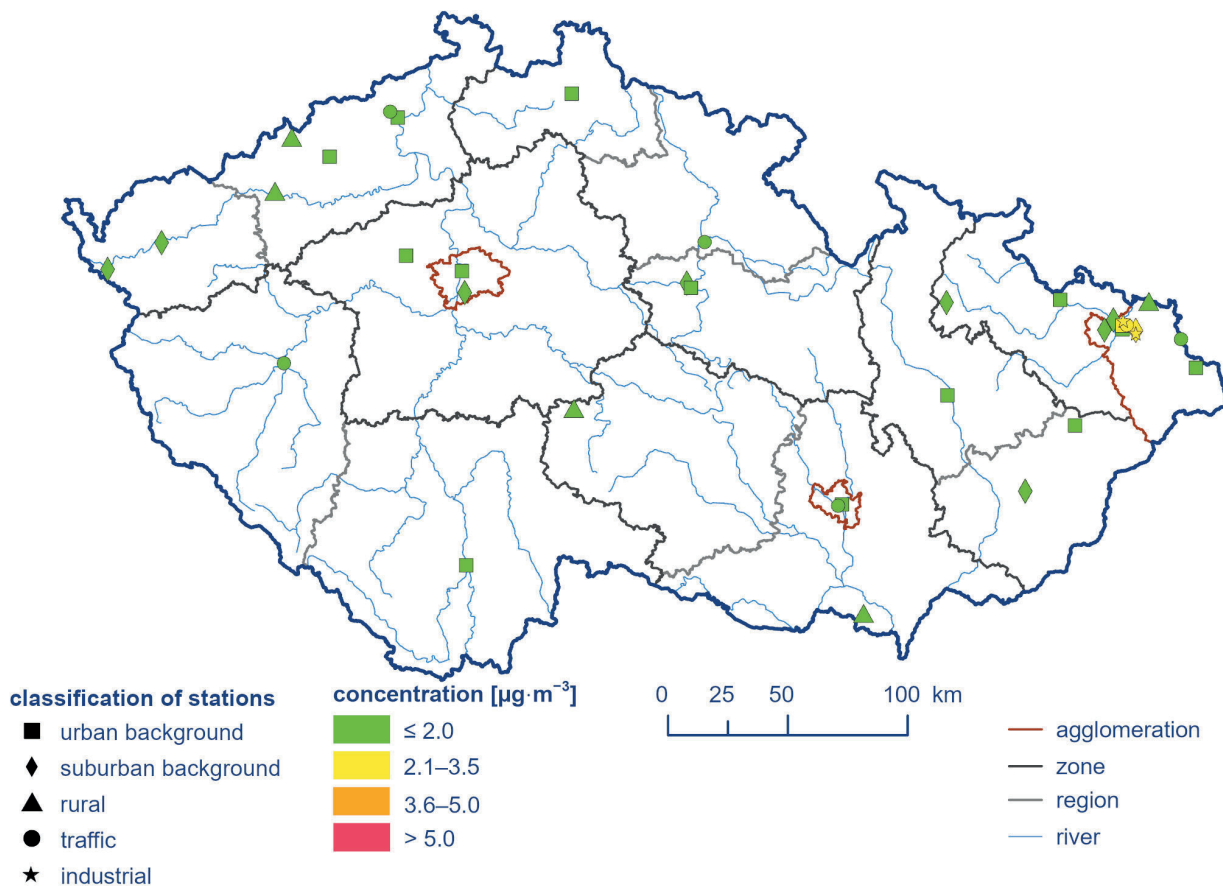 classification of stations
urban background
suburban background
rural
traffic
industrial
concentration [µg·m⁻³]
≤ 2.0
2.1–3.5
3.6–5.0
> 5.0
0 25 50 100 km
agglomeration
zone
region
river